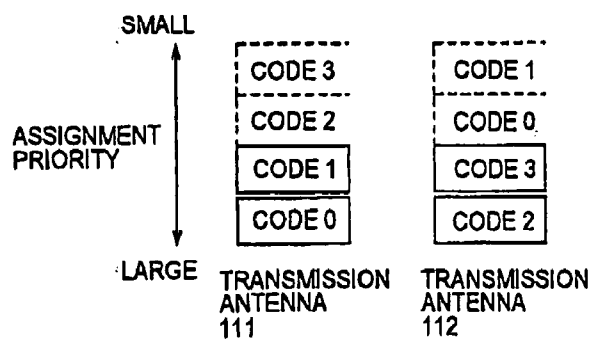 SMALL
ASSIGNMENT
PRIORITY
LARGE
CODE 3
CODE 2
CODE 1
CODE 0
TRANSMISSION
ANTENNA
111
CODE 1
CODE 0
CODE 3
CODE 2
TRANSMISSION
ANTENNA
112